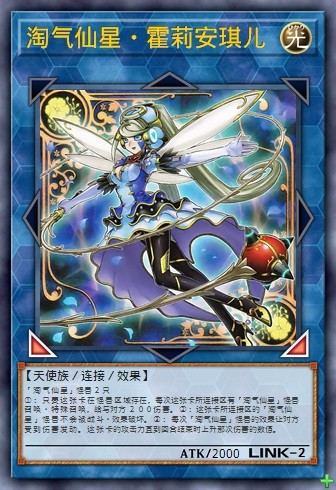 淘气仙星・霍莉安琪儿
光
【天使族／连接／效果】
「淘气仙星」怪兽２只
①：只要这张卡在怪兽区域存在，每次这张卡所连接区有「淘气仙星」怪兽
召唤・特殊召唤，给与对方２００伤害。②：这张卡所连接区的「淘气仙
星」怪兽不会被战斗・效果破坏。③：每次「淘气仙星」怪兽的效果让对方
受到伤害发动。这张卡的攻击力直到回合结束时上升那次伤害的数值。
ATK/2000 LINK-2